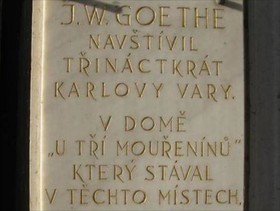 J. W. GOETHE
NAVŠTÍVIL
TŘINÁCTKRÁT
KARLOVY VARY.
V DOMĚ
„U TŘÍ MOUŘENÍNŮ"
KTERÝ STÁVAL
V TĚCHTO MÍSTECH.